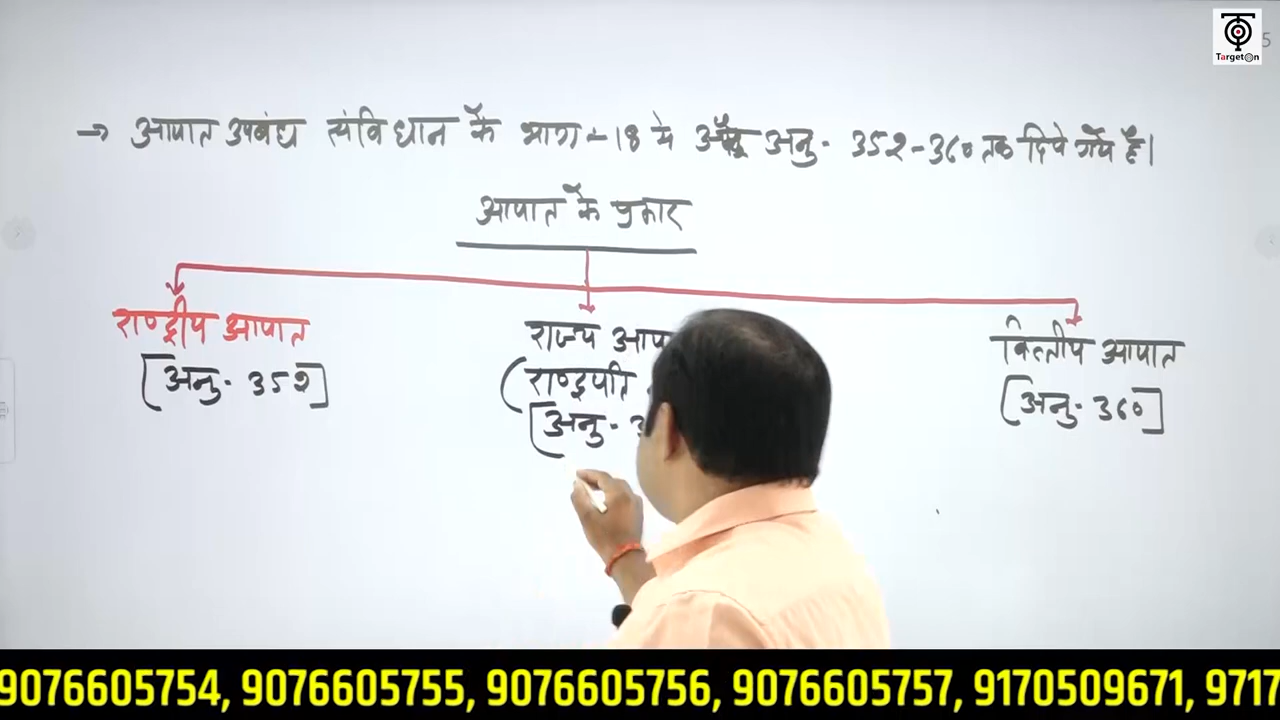 TargetOn
5
→ आपात उपबंध संविधान के भाग - 18 मे अनु. 352-360 तक दिये गये है।
आपात के प्रकार
राष्ट्रीय आपात
[अनु. 352]
राज्य
(राष्ट्रपति
[अनु.
वित्तीय आपात
[अनु. 360]
9076605754, 9076605755, 9076605756, 9076605757, 9170509671, 9717